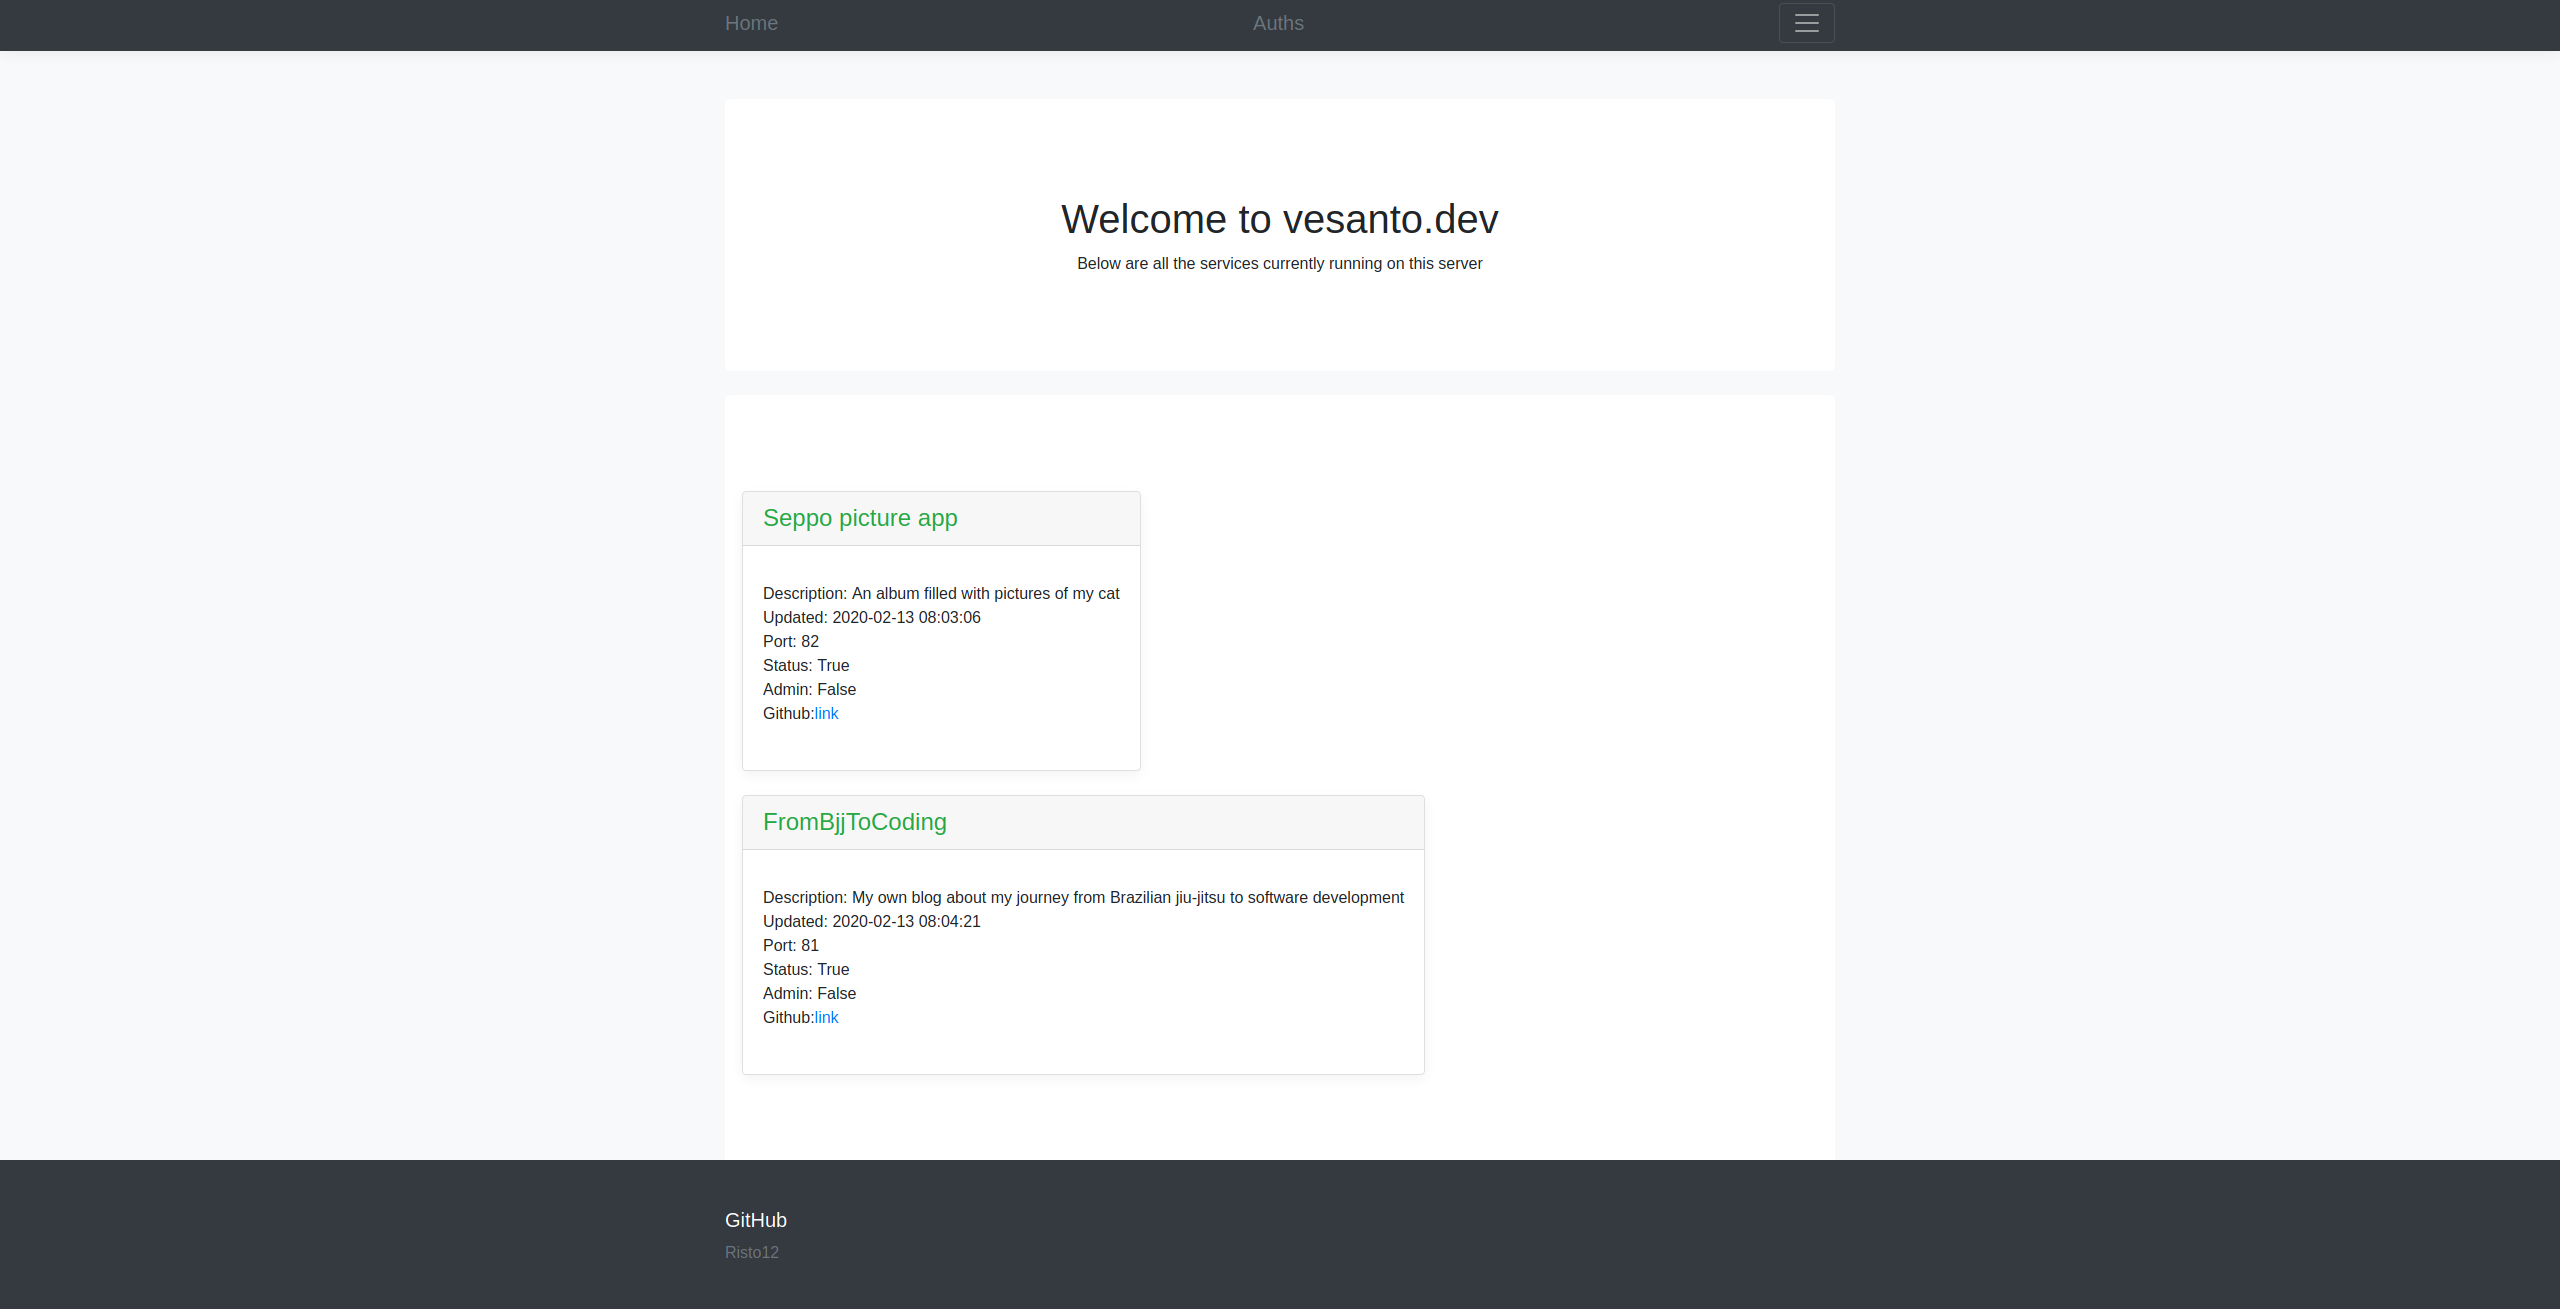 Home Auths
Welcome to vesanto.dev
Below are all the services currently running on this server
Seppo picture app
Description: An album filled with pictures of my cat
Updated: 2020-02-13 08:03:06
Port: 82
Status: True
Admin: False
Github:link
FromBjjToCoding
Description: My own blog about my journey from Brazilian jiu-jitsu to software development
Updated: 2020-02-13 08:04:21
Port: 81
Status: True
Admin: False
Github:link
GitHub
Risto12